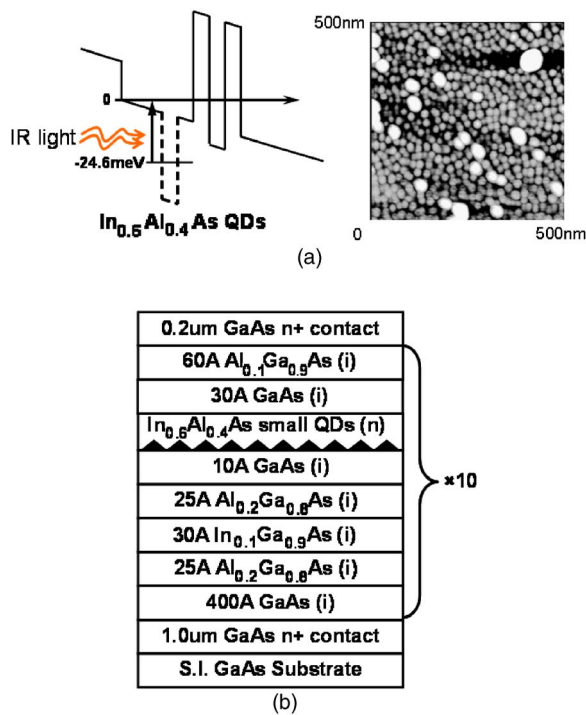 500nm
0
IR light
-24.6meV
In0.6Al0.4As QDs
0
500nm
(a)
0.2um GaAs n+ contact
60A Al0.1Ga0.9As (i)
30A GaAs (i)
In0.6Al0.4As small QDs (n)
10A GaAs (i)
25A Al0.2Ga0.8As (i)
30A In0.1Ga0.9As (i)
25A Al0.2Ga0.8As (i)
400A GaAs (i)
×10
1.0um GaAs n+ contact
S.I. GaAs Substrate
(b)